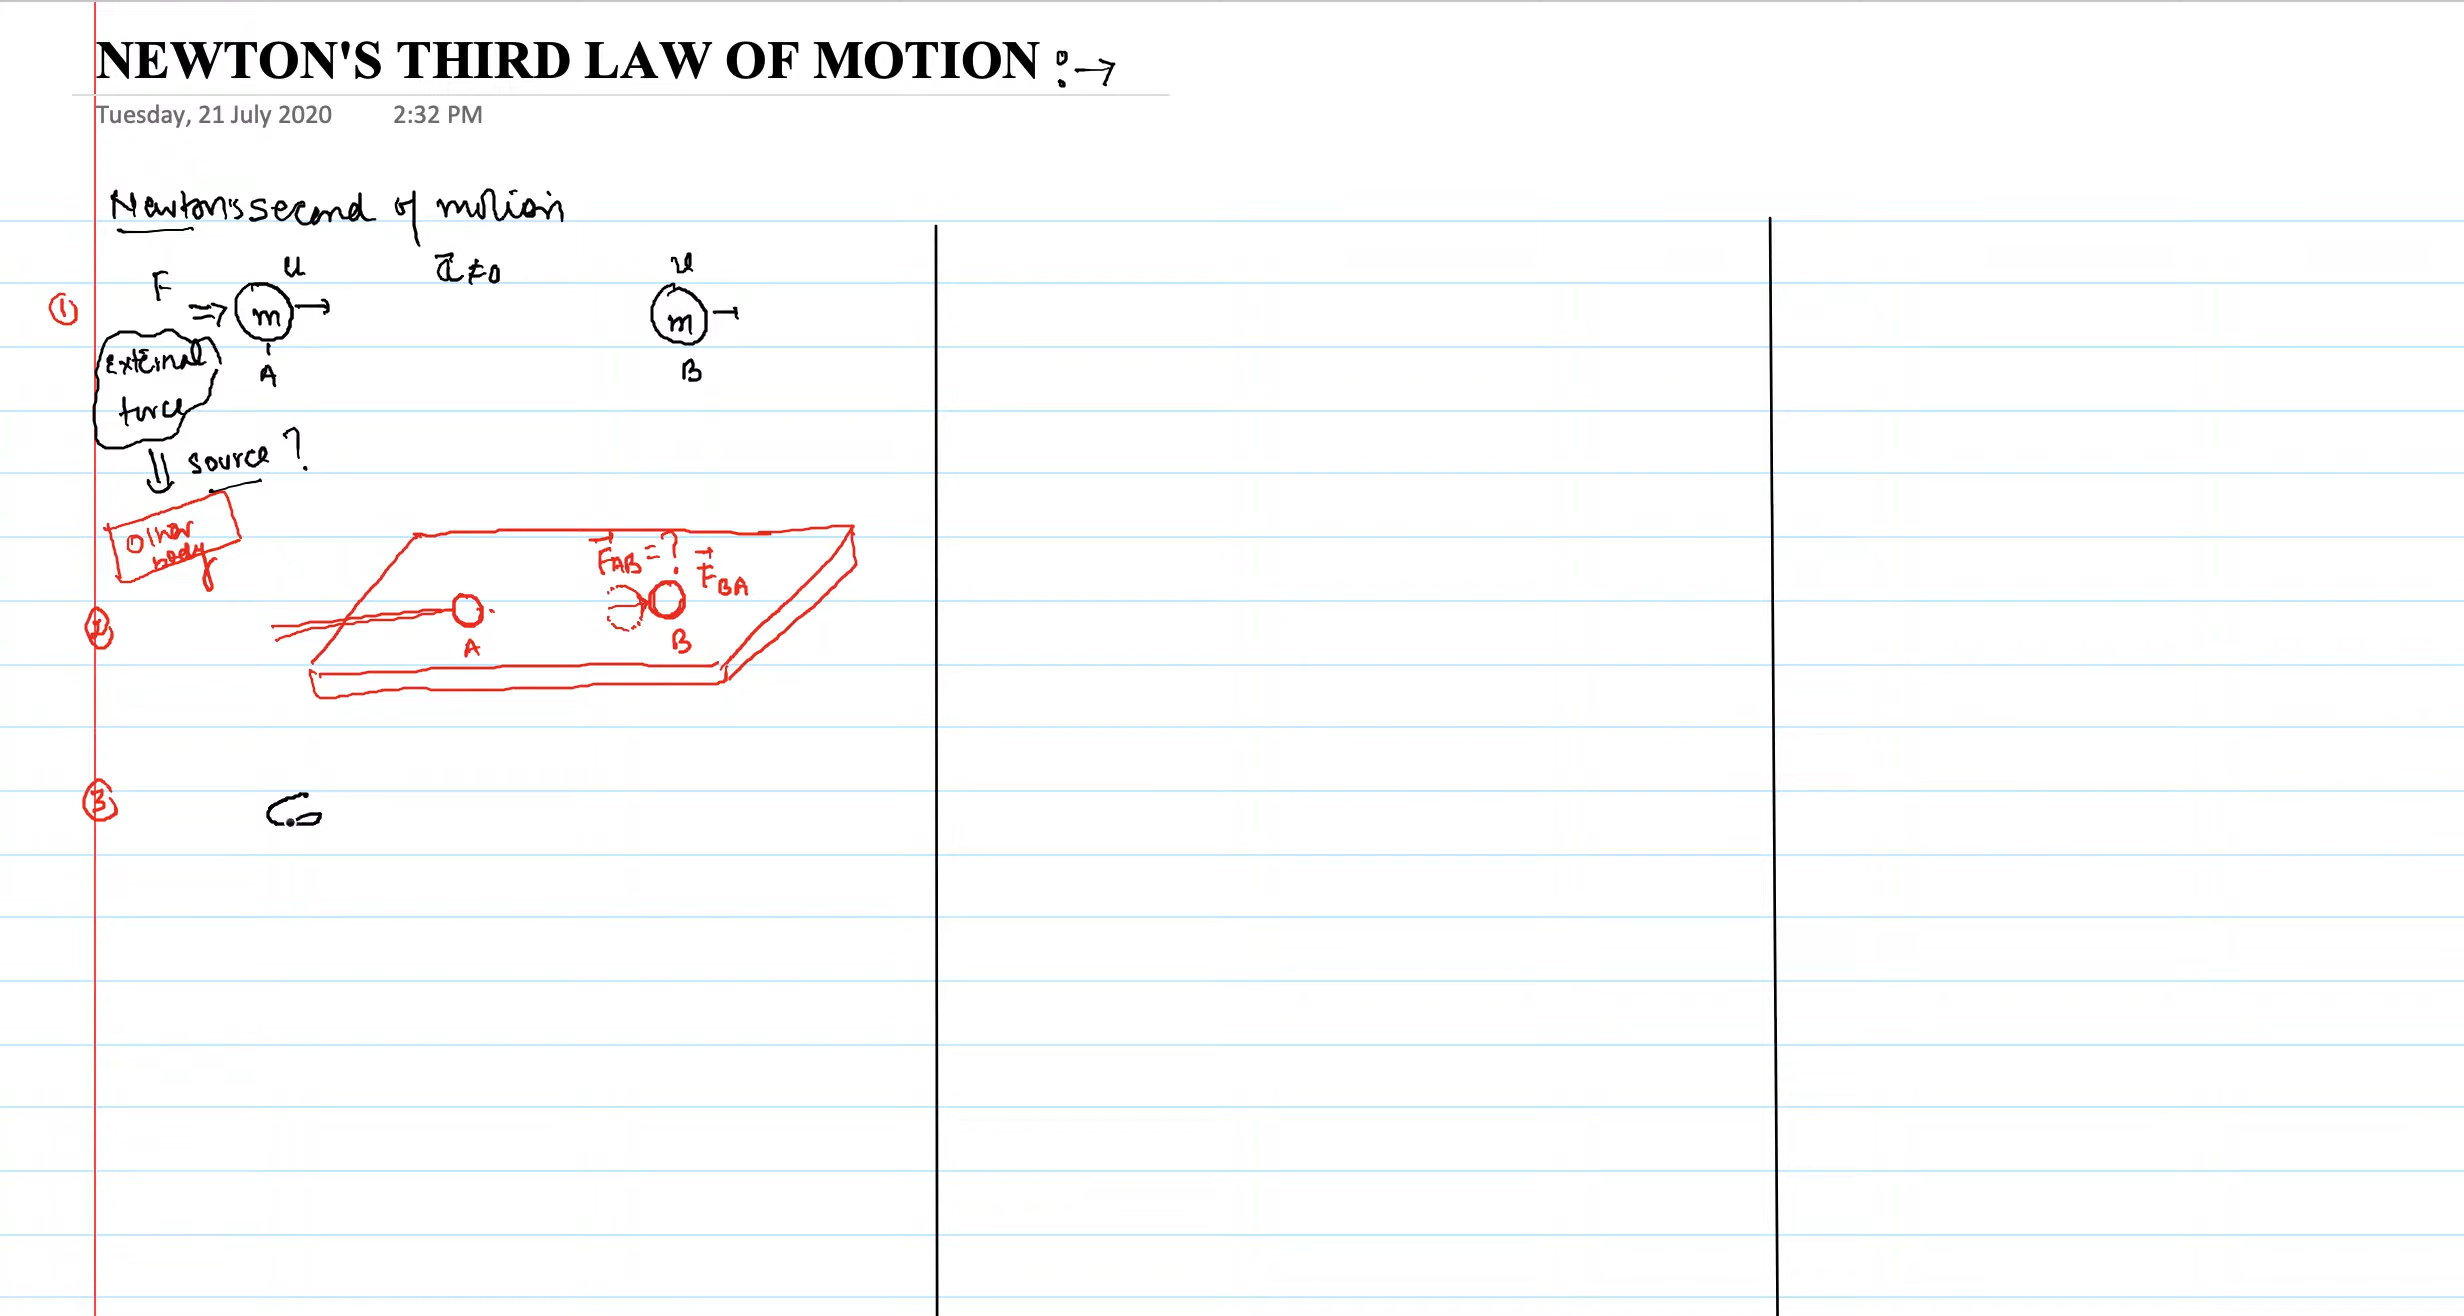 NEWTON'S THIRD LAW OF MOTION :→
Tuesday, 21 July 2020 2:32 PM
Newton's second of motion
F u a⃗≠0 v
① ⇒ m → m →
External A B
force
⇓ source ?
Other
body
F⃗AB = ? F⃗BA
②
A B
③